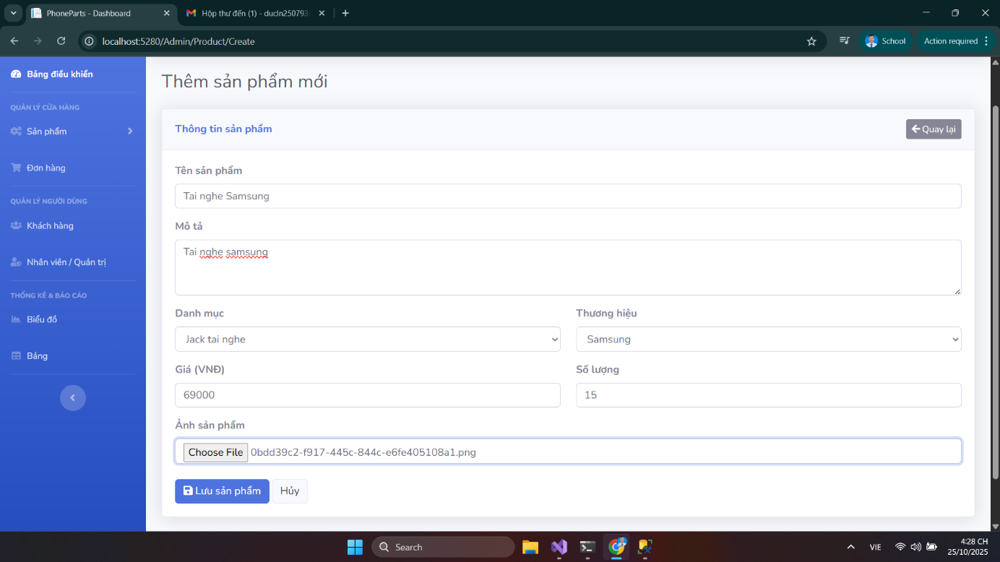 PhoneParts - Dashboard
Hộp thư đến (1) - ducln25079
localhost:5280/Admin/Product/Create
School
Action required
Bảng điều khiển
QUẢN LÝ CỬA HÀNG
Sản phẩm
Đơn hàng
QUẢN LÝ NGƯỜI DÙNG
Khách hàng
Nhân viên / Quản trị
THỐNG KÊ & BÁO CÁO
Biểu đồ
Bảng
Thêm sản phẩm mới
Thông tin sản phẩm
Quay lại
Tên sản phẩm
Tai nghe Samsung
Mô tả
Tai nghe samsung
Danh mục
Thương hiệu
Jack tai nghe
Samsung
Giá (VNĐ)
Số lượng
69000
15
Ảnh sản phẩm
Choose File 0bdd39c2-f917-445c-844c-e6fe405108a1.png
Lưu sản phẩm
Hủy
Search
VIE
4:28 CH
25/10/2025